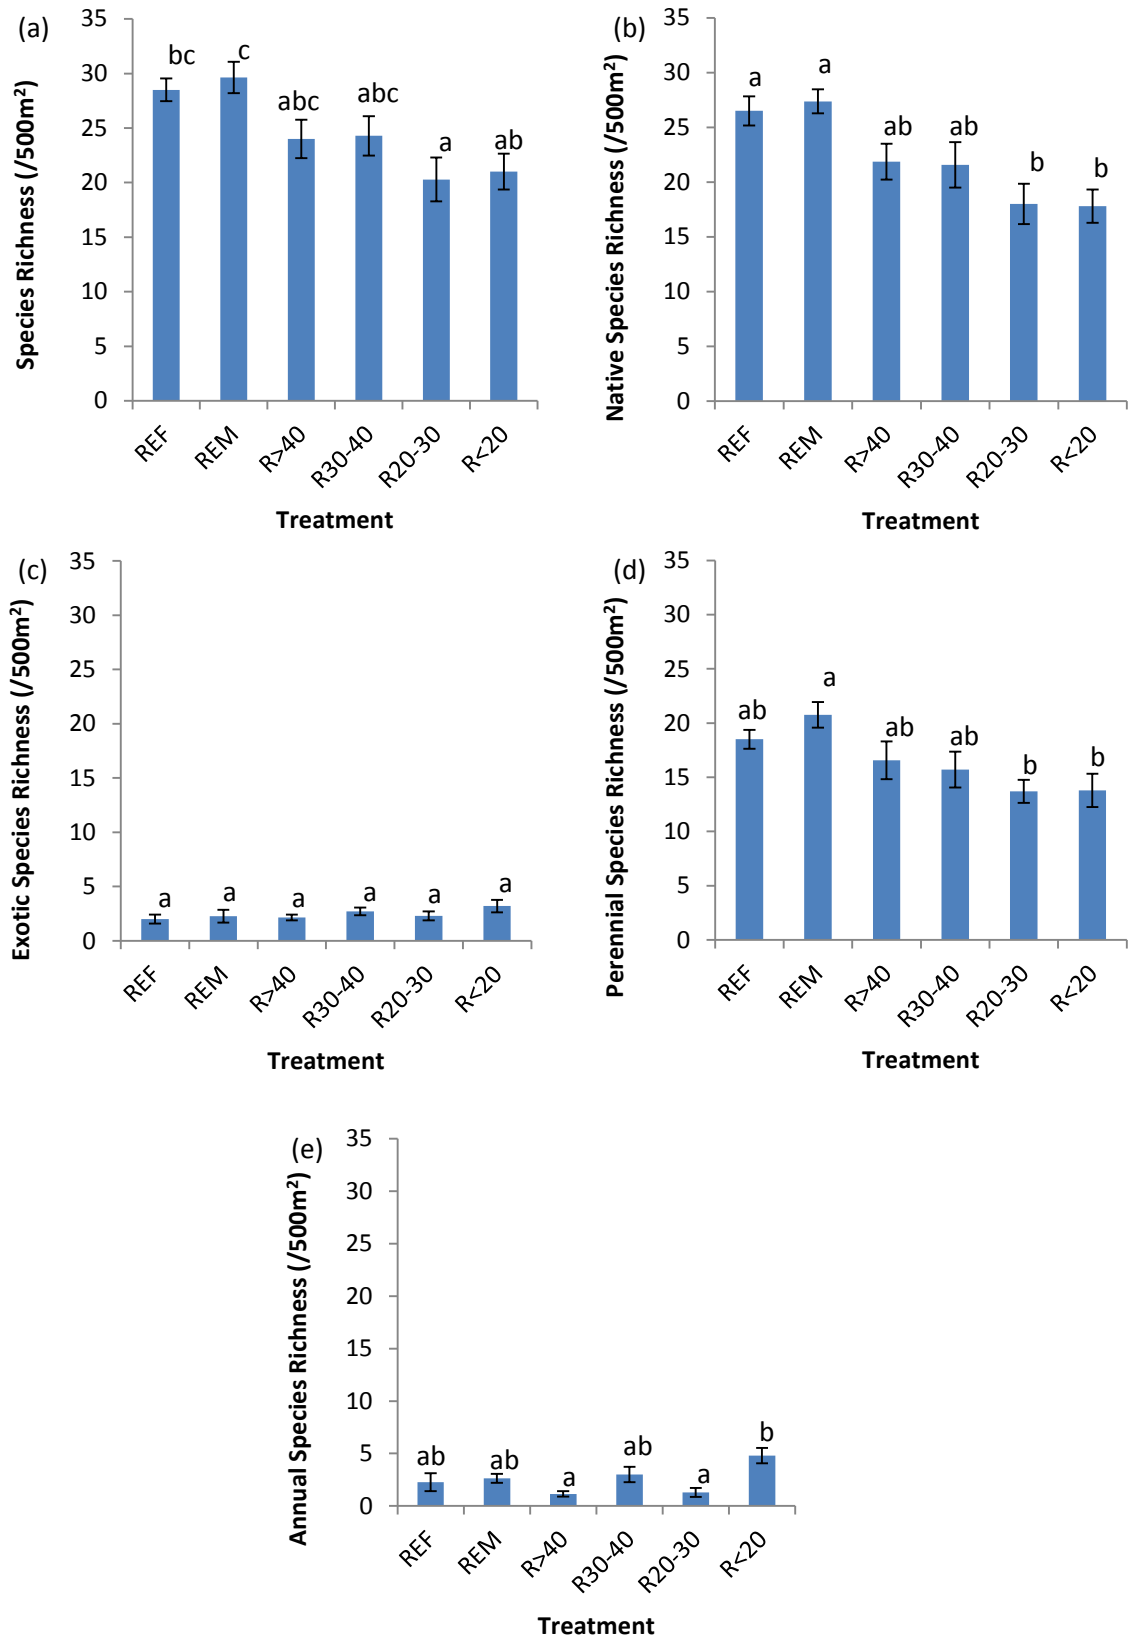 (a)
Species Richness (/500m²)
35
30
25
20
15
10
5
0
bc
c
abc
abc
a
ab
REF
REM
R>40
R30-40
R20-30
R<20
Treatment
(b)
Native Species Richness (/500m²)
35
30
25
20
15
10
5
0
a
a
ab
ab
b
b
REF
REM
R>40
R30-40
R20-30
R<20
Treatment
(c)
Exotic Species Richness (/500m²)
35
30
25
20
15
10
5
0
a
a
a
a
a
a
REF
REM
R>40
R30-40
R20-30
R<20
Treatment
(d)
Perennial Species Richness (/500m²)
35
30
25
20
15
10
5
0
ab
a
ab
ab
b
b
REF
REM
R>40
R30-40
R20-30
R<20
Treatment
(e)
Annual Species Richness (/500m²)
35
30
25
20
15
10
5
0
ab
ab
a
ab
a
b
REF
REM
R>40
R30-40
R20-30
R<20
Treatment